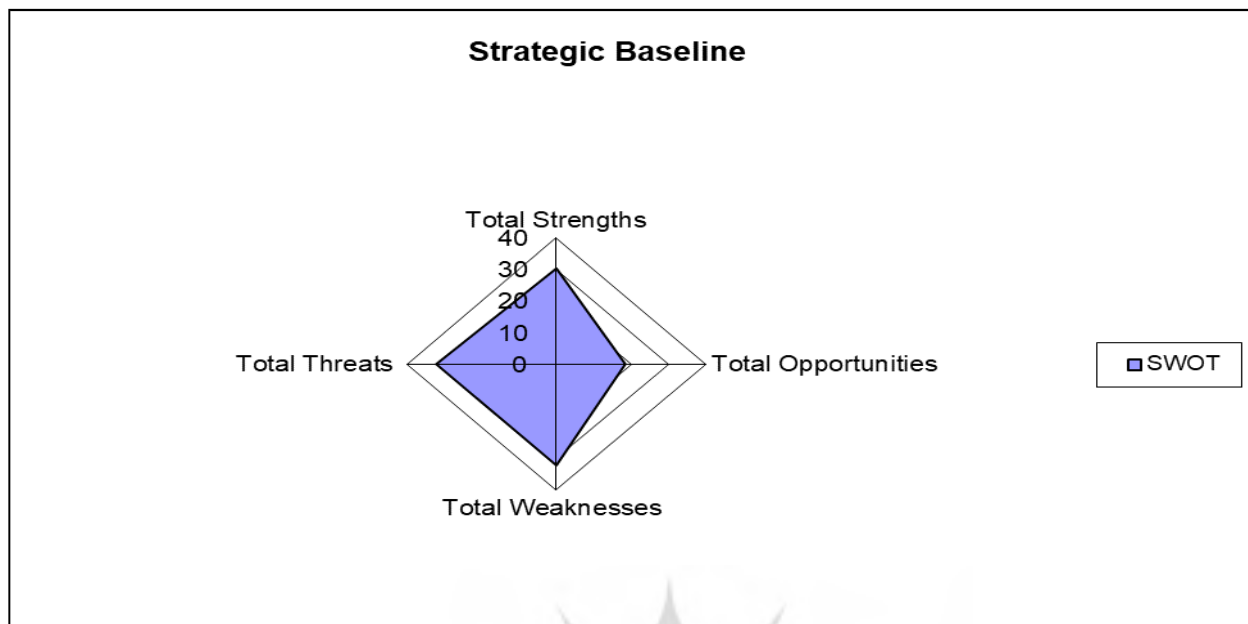 Strategic Baseline
Total Strengths
40
30
20
10
0
Total Threats
Total Opportunities
SWOT
Total Weaknesses